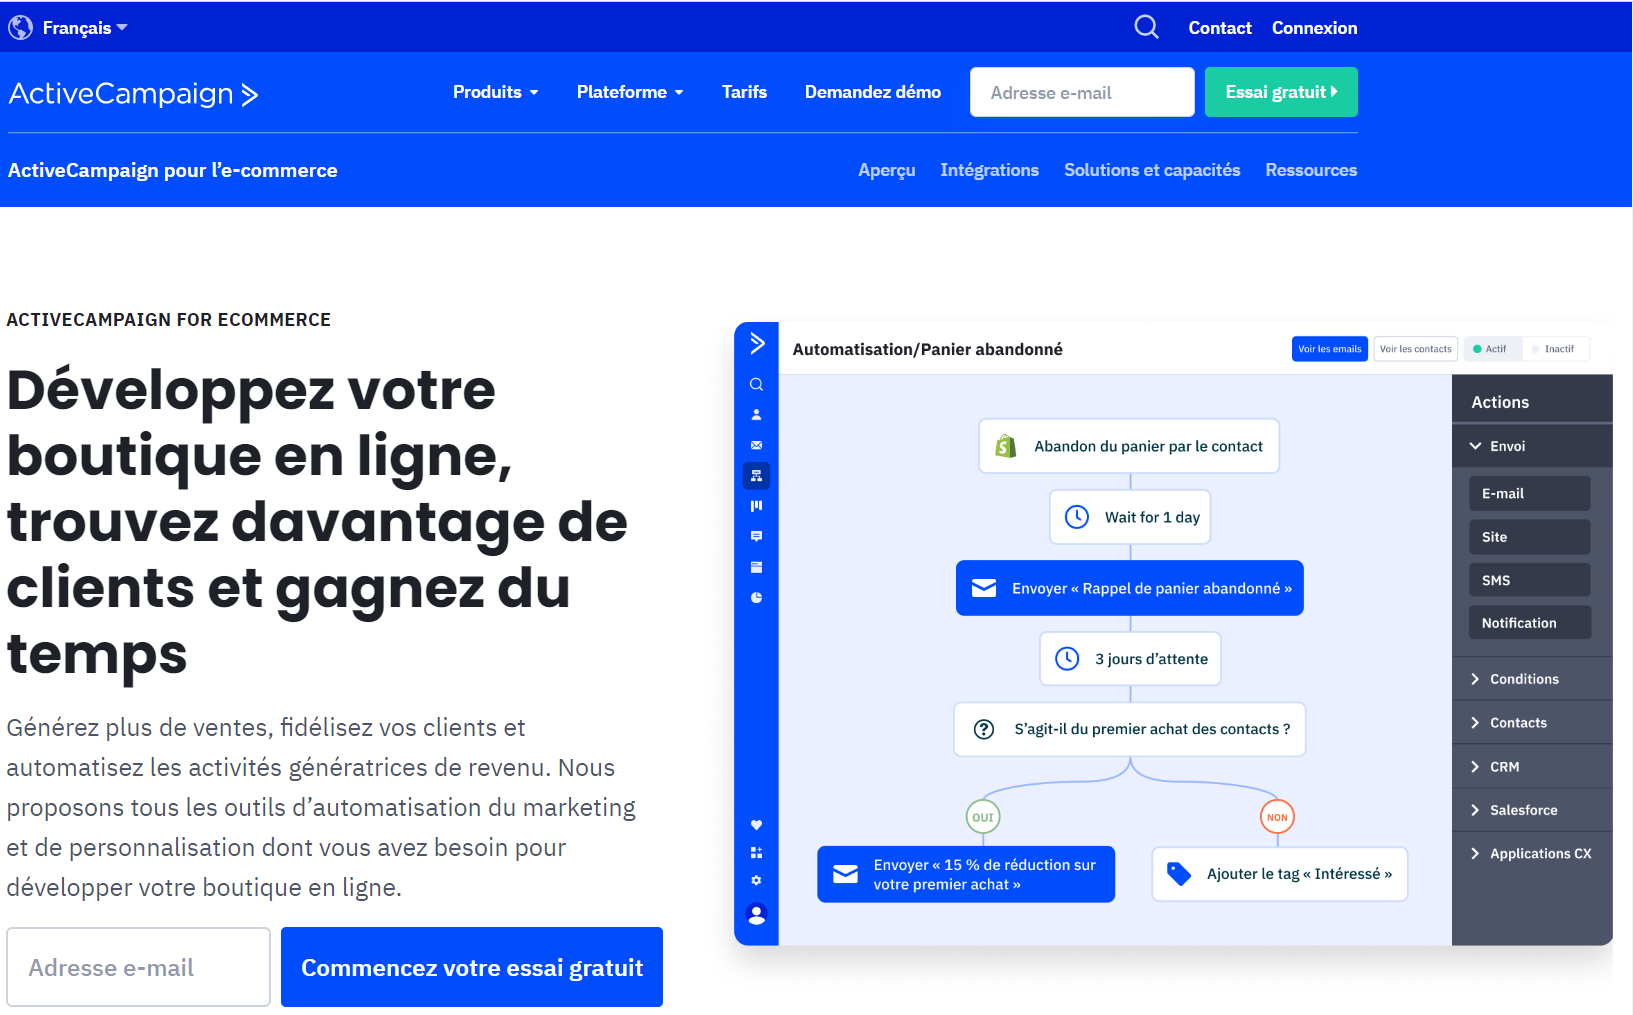 Français
Contact
Connexion
ActiveCampaign
Produits
Plateforme
Tarifs
Demandez démo
Adresse e-mail
Essai gratuit
ActiveCampaign pour l’e-commerce
Aperçu
Intégrations
Solutions et capacités
Ressources
ACTIVECAMPAIGN FOR ECOMMERCE
Développez votre
boutique en ligne,
trouvez davantage de
clients et gagnez du
temps
Générez plus de ventes, fidélisez vos clients et
automatisez les activités génératrices de revenu. Nous
proposons tous les outils d’automatisation du marketing
et de personnalisation dont vous avez besoin pour
développer votre boutique en ligne.
Adresse e-mail
Commencez votre essai gratuit
Automatisation/Panier abandonné
Voir les emails
Voir les contacts
Actif
Inactif
Abandon du panier par le contact
Wait for 1 day
Envoyer « Rappel de panier abandonné »
3 jours d’attente
S’agit-il du premier achat des contacts ?
OUI
NON
Envoyer « 15 % de réduction sur
votre premier achat »
Ajouter le tag « Intéressé »
Actions
Envoi
E-mail
Site
SMS
Notification
Conditions
Contacts
CRM
Salesforce
Applications CX